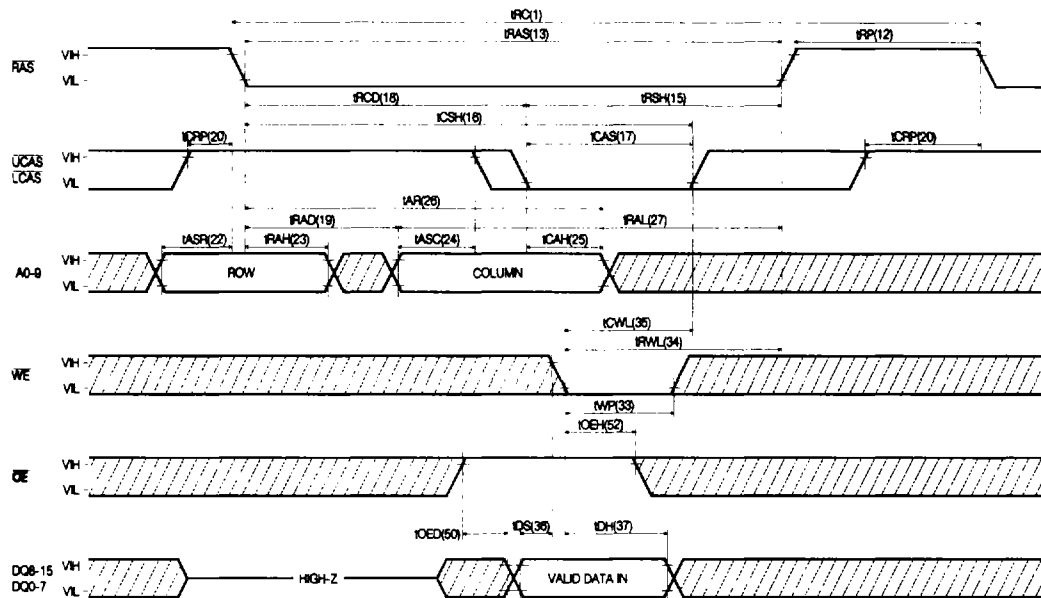 tRC(1)
tRAS(13)
tRP(12)
RAS
VIH
VIL
tRCD(18)
tRSH(15)
tCSH(16)
tCRP(20)
tCAS(17)
tCRP(20)
UCAS
LCAS
VIH
VIL
tAR(26)
tRAD(19)
tRAL(27)
tASR(22)
tRAH(23)
tASC(24)
tCAH(25)
A0-9
VIH
VIL
ROW
COLUMN
tCWL(35)
tRWL(34)
WE
VIH
VIL
tWP(33)
tOEH(52)
OE
VIH
VIL
tOED(50)
tDS(36)
tDH(37)
DQ8-15
DQ0-7
VIH
VIL
HIGH-Z
VALID DATA IN